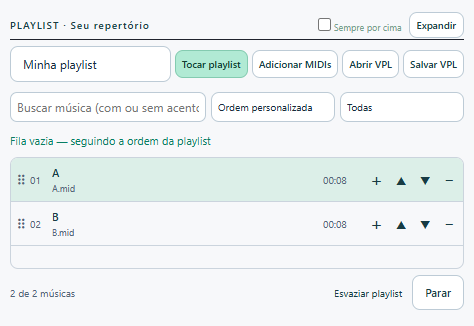 PLAYLIST · Seu repertório
Sempre por cima
Expandir
Minha playlist
Tocar playlist
Adicionar MIDIs
Abrir VPL
Salvar VPL
Buscar música (com ou sem acento
Ordem personalizada
Todas
Fila vazia — seguindo a ordem da playlist
01 A 00:08 + ▲ ▼ −
A.mid
02 B 00:08 + ▲ ▼ −
B.mid
2 de 2 músicas
Esvaziar playlist
Parar